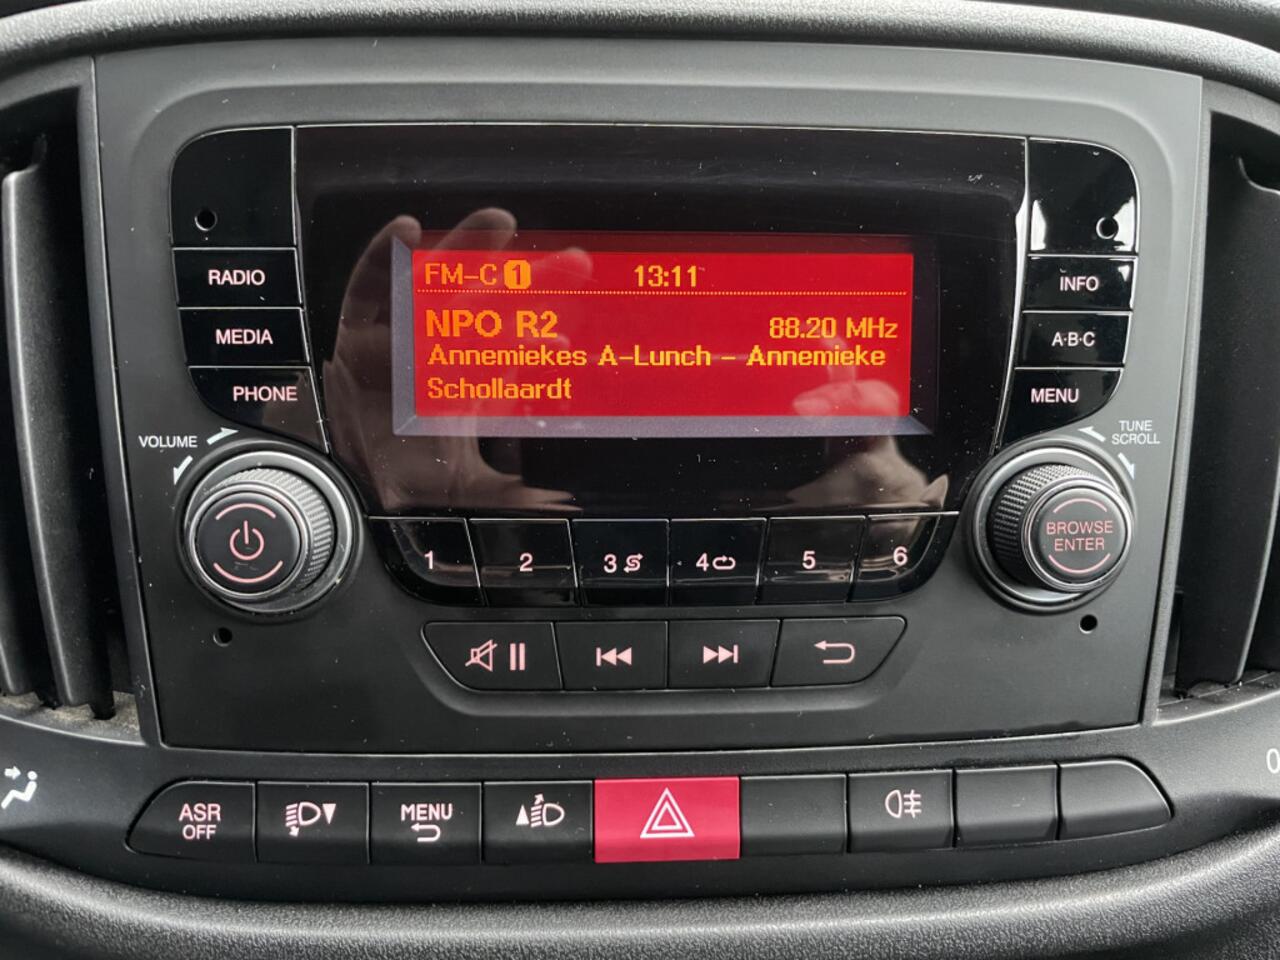 FM-C 1 13:11
NPO R2 88.20 MHz
Annemiekes A-Lunch - Annemieke
Schollaardt
RADIO
MEDIA
PHONE
VOLUME
INFO
A·B·C
MENU
TUNE
SCROLL
BROWSE
ENTER
1 2 3 4 5 6
ASR
OFF
MENU
0